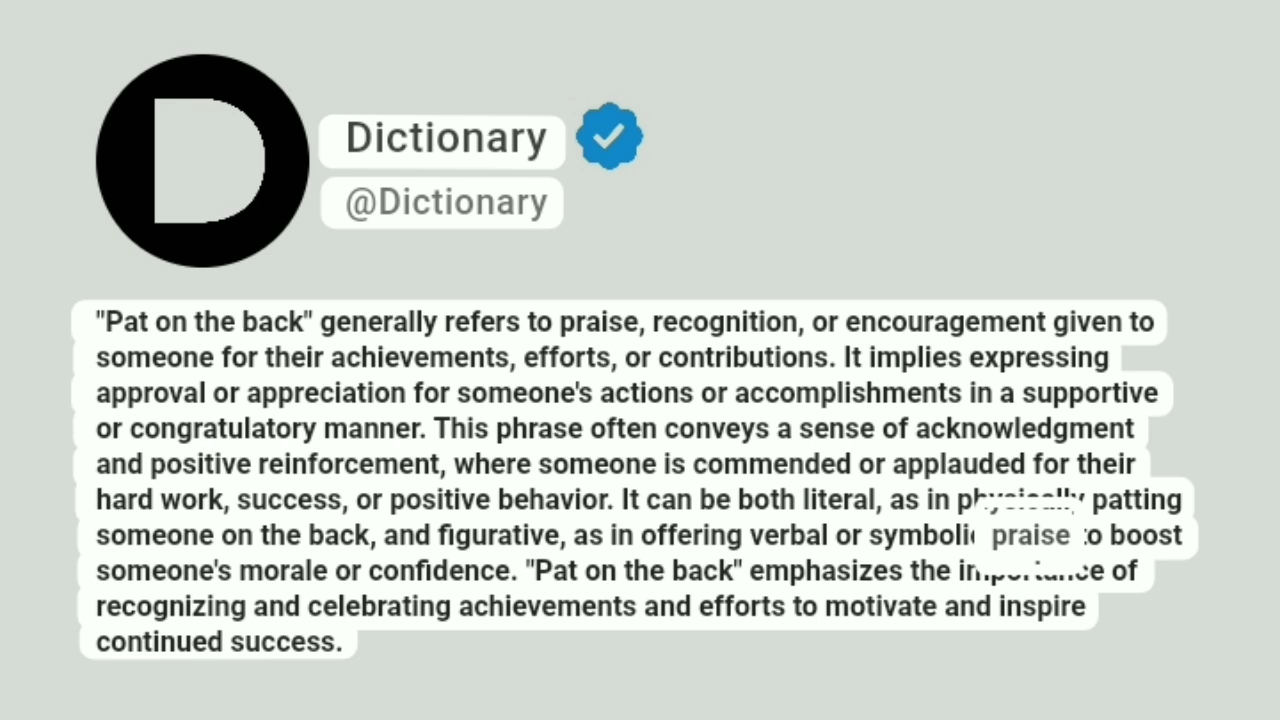 D
Dictionary
@Dictionary
"Pat on the back" generally refers to praise, recognition, or encouragement given to
someone for their achievements, efforts, or contributions. It implies expressing
approval or appreciation for someone's actions or accomplishments in a supportive
or congratulatory manner. This phrase often conveys a sense of acknowledgment
and positive reinforcement, where someone is commended or applauded for their
hard work, success, or positive behavior. It can be both literal, as in physically patting
someone on the back, and figurative, as in offering verbal or symbolic praise to boost
someone's morale or confidence. "Pat on the back" emphasizes the importance of
recognizing and celebrating achievements and efforts to motivate and inspire
continued success.